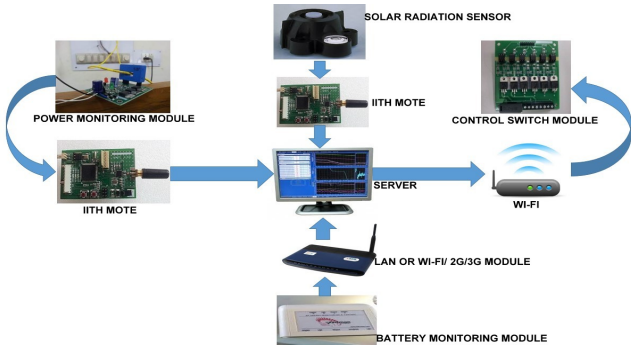 SOLAR RADIATION SENSOR
POWER MONITORING MODULE
IITH MOTE
CONTROL SWITCH MODULE
IITH MOTE
SERVER
WI-FI
LAN OR WI-FI/ 2G/3G MODULE
BATTERY MONITORING MODULE